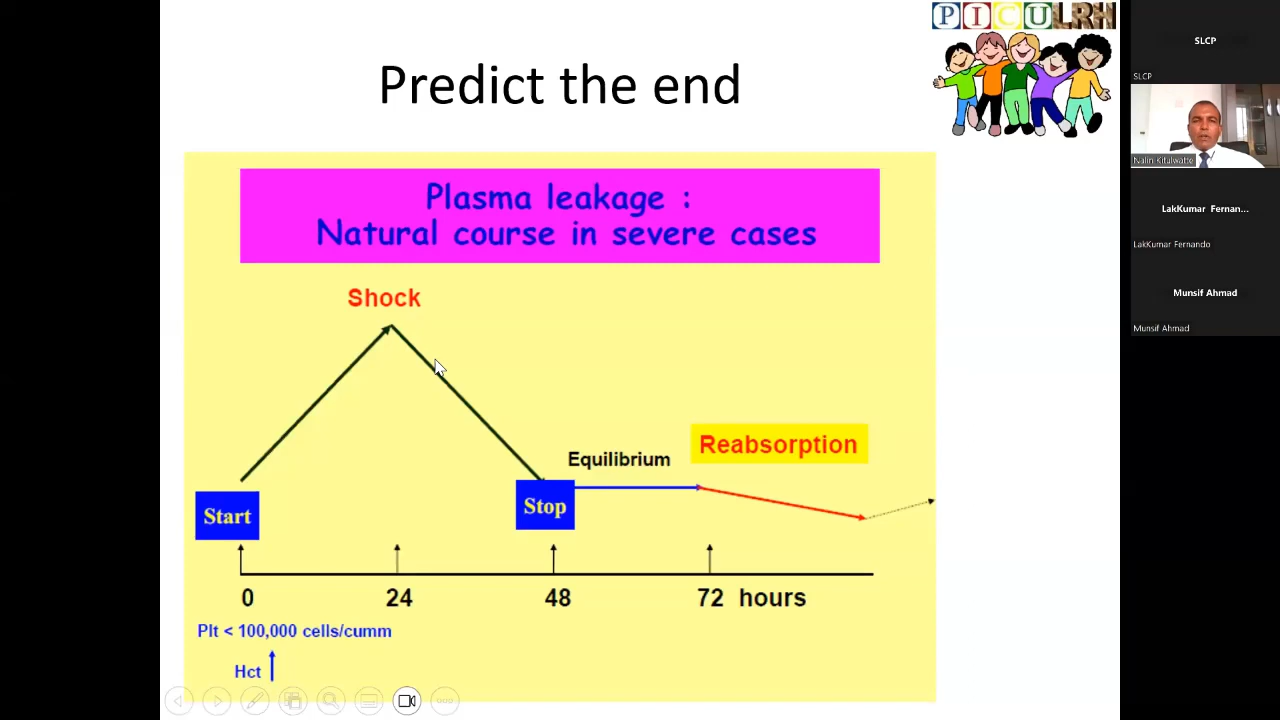 PICULRH
Predict the end
Plasma leakage :
Natural course in severe cases
Shock
Equilibrium
Reabsorption
Start
Stop
0 24 48 72 hours
Plt < 100,000 cells/cumm
Hct
SLCP
SLCP
Nalin Kitulwatte
LakKumar Fernan...
LakKumar Fernando
Munsif Ahmad
Munsif Ahmad